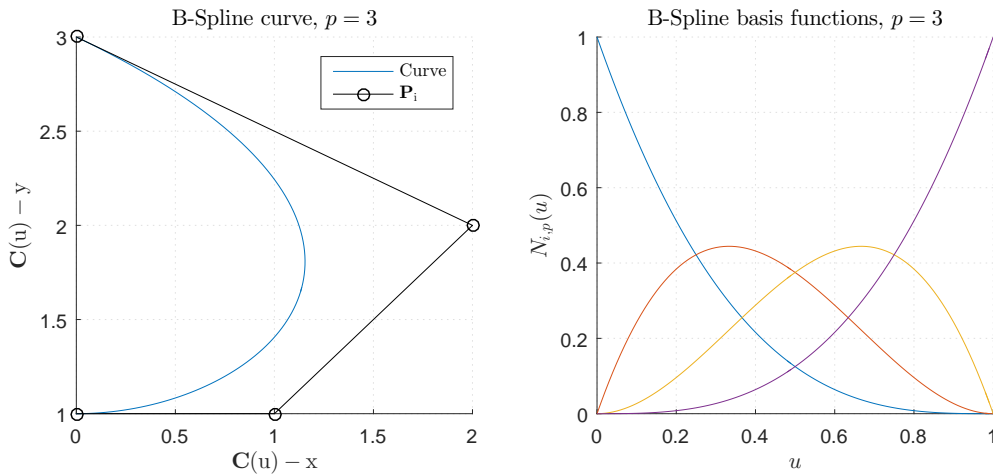 B-Spline curve, p = 3
3
2.5
2
1.5
1
0
0.5
1
1.5
2
C(u) − x
C(u) − y
Curve
P_i
B-Spline basis functions, p = 3
1
0.8
0.6
0.4
0.2
0
0
0.2
0.4
0.6
0.8
1
u
N_{i,p}(u)